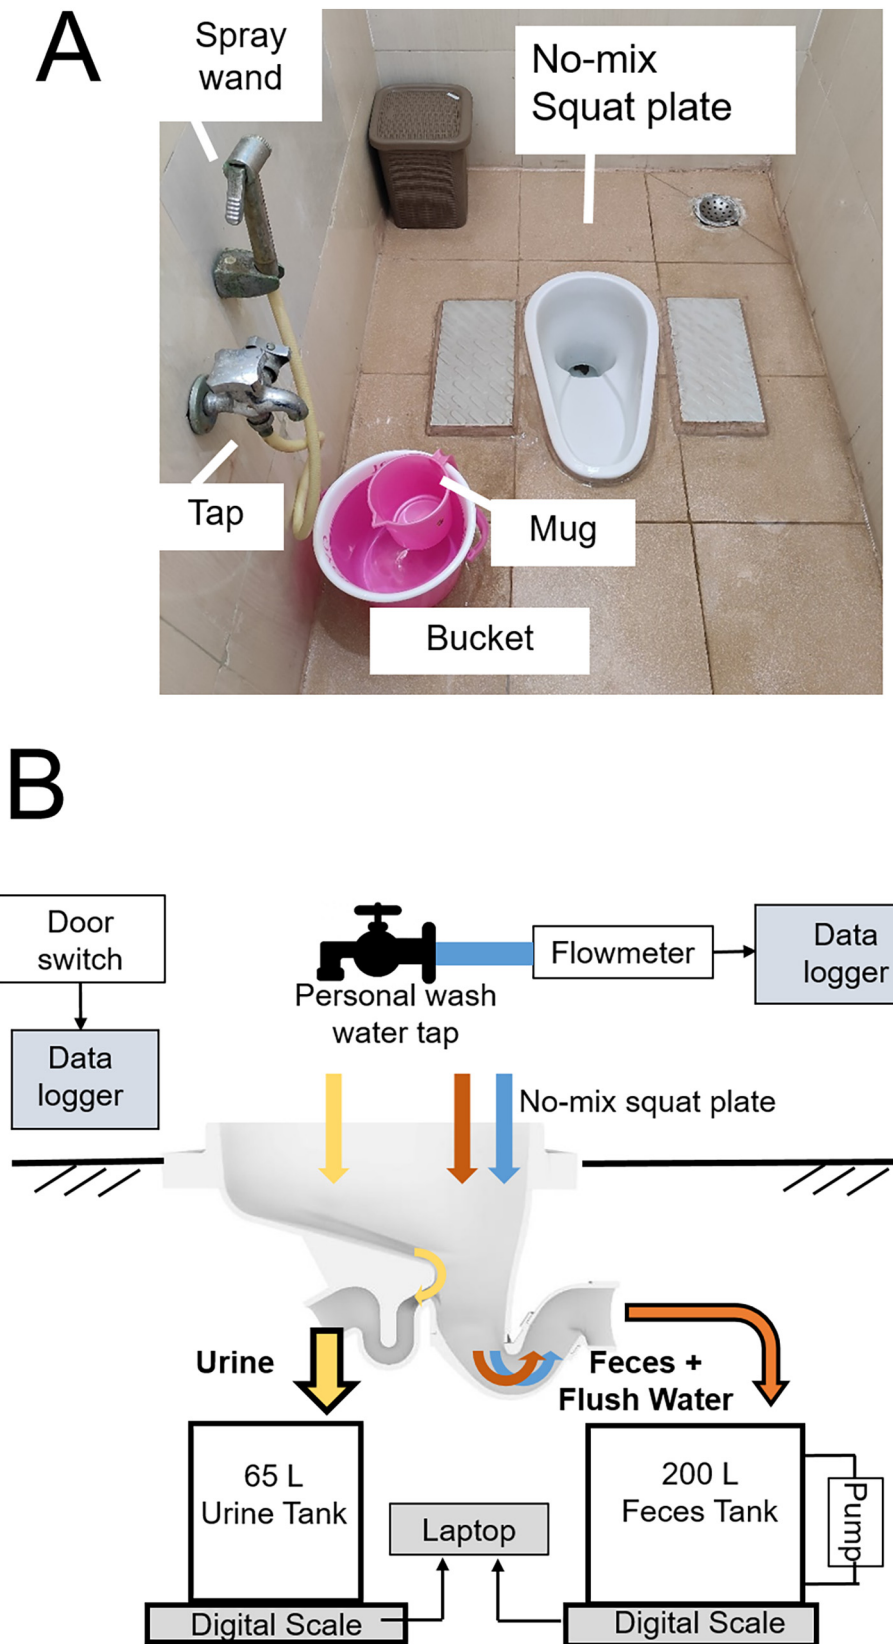 A
Spray
wand
No-mix
Squat plate
Tap
Mug
Bucket
B
Door
switch
Data
logger
Flowmeter
Data
logger
Personal wash
water tap
No-mix squat plate
Urine
Feces +
Flush Water
65 L
Urine Tank
200 L
Feces Tank
Pump
Laptop
Digital Scale
Digital Scale